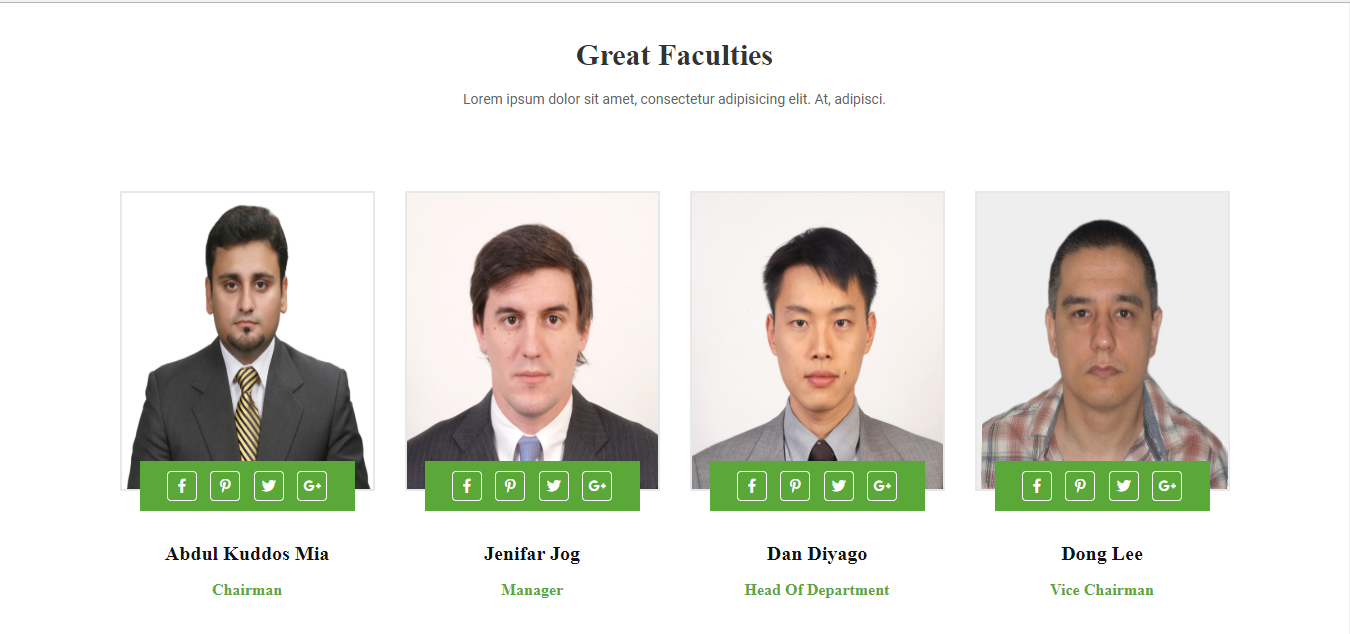 Great Faculties
Lorem ipsum dolor sit amet, consectetur adipisicing elit. At, adipisci.
Abdul Kuddos Mia
Chairman
Jenifar Jog
Manager
Dan Diyago
Head Of Department
Dong Lee
Vice Chairman